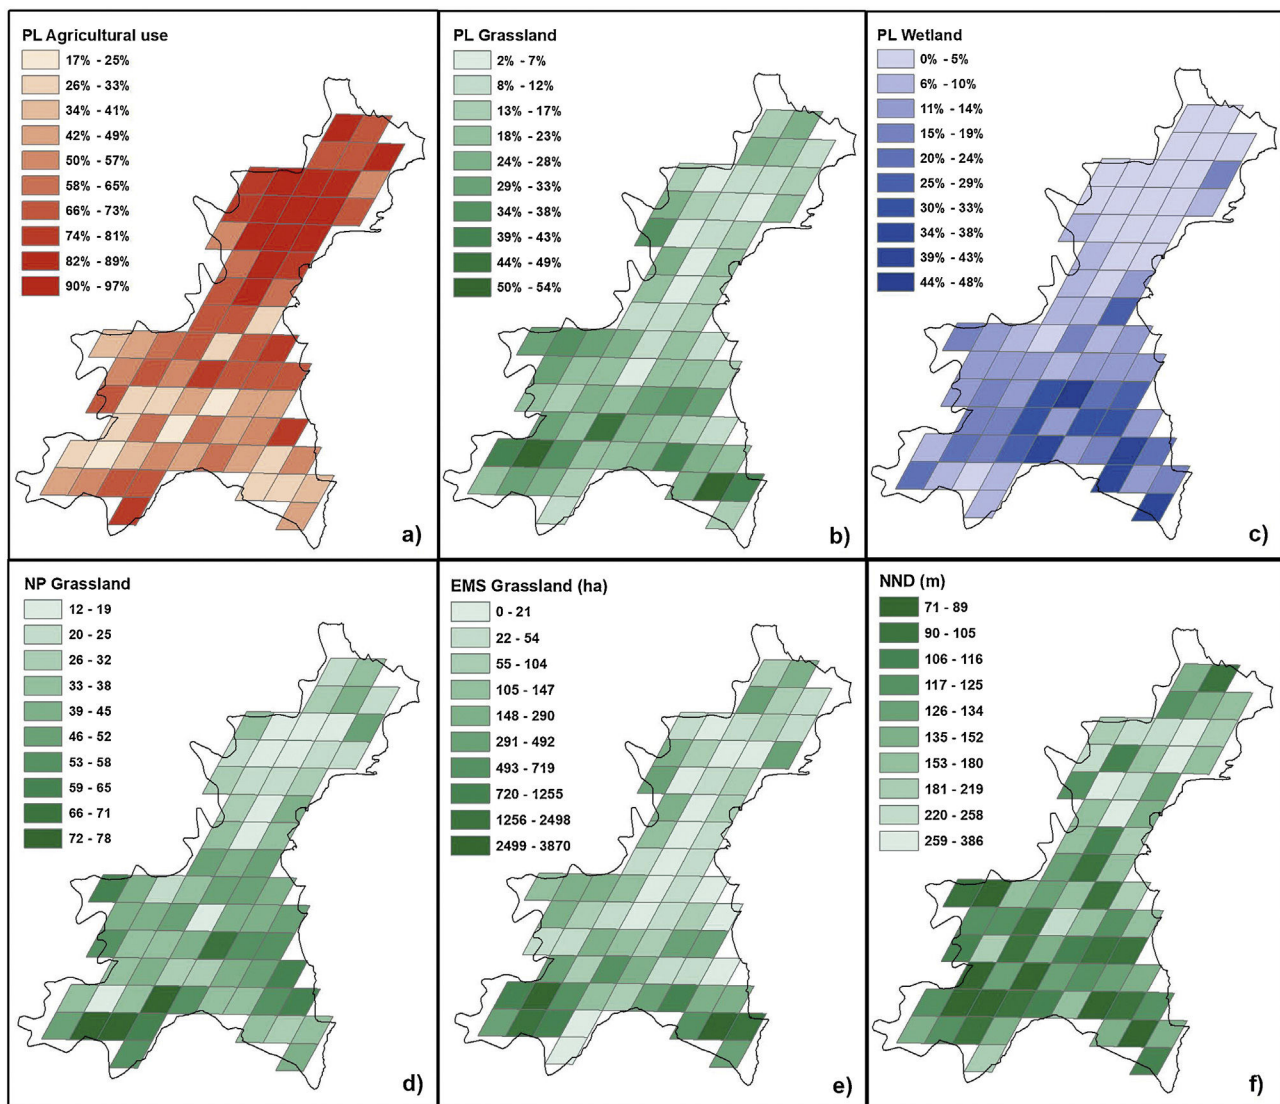 PL Agricultural use
17% - 25%
26% - 33%
34% - 41%
42% - 49%
50% - 57%
58% - 65%
66% - 73%
74% - 81%
82% - 89%
90% - 97%
a)
PL Grassland
2% - 7%
8% - 12%
13% - 17%
18% - 23%
24% - 28%
29% - 33%
34% - 38%
39% - 43%
44% - 49%
50% - 54%
b)
PL Wetland
0% - 5%
6% - 10%
11% - 14%
15% - 19%
20% - 24%
25% - 29%
30% - 33%
34% - 38%
39% - 43%
44% - 48%
c)
NP Grassland
12 - 19
20 - 25
26 - 32
33 - 38
39 - 45
46 - 52
53 - 58
59 - 65
66 - 71
72 - 78
d)
EMS Grassland (ha)
0 - 21
22 - 54
55 - 104
105 - 147
148 - 290
291 - 492
493 - 719
720 - 1255
1256 - 2498
2499 - 3870
e)
NND (m)
71 - 89
90 - 105
106 - 116
117 - 125
126 - 134
135 - 152
153 - 180
181 - 219
220 - 258
259 - 386
f)